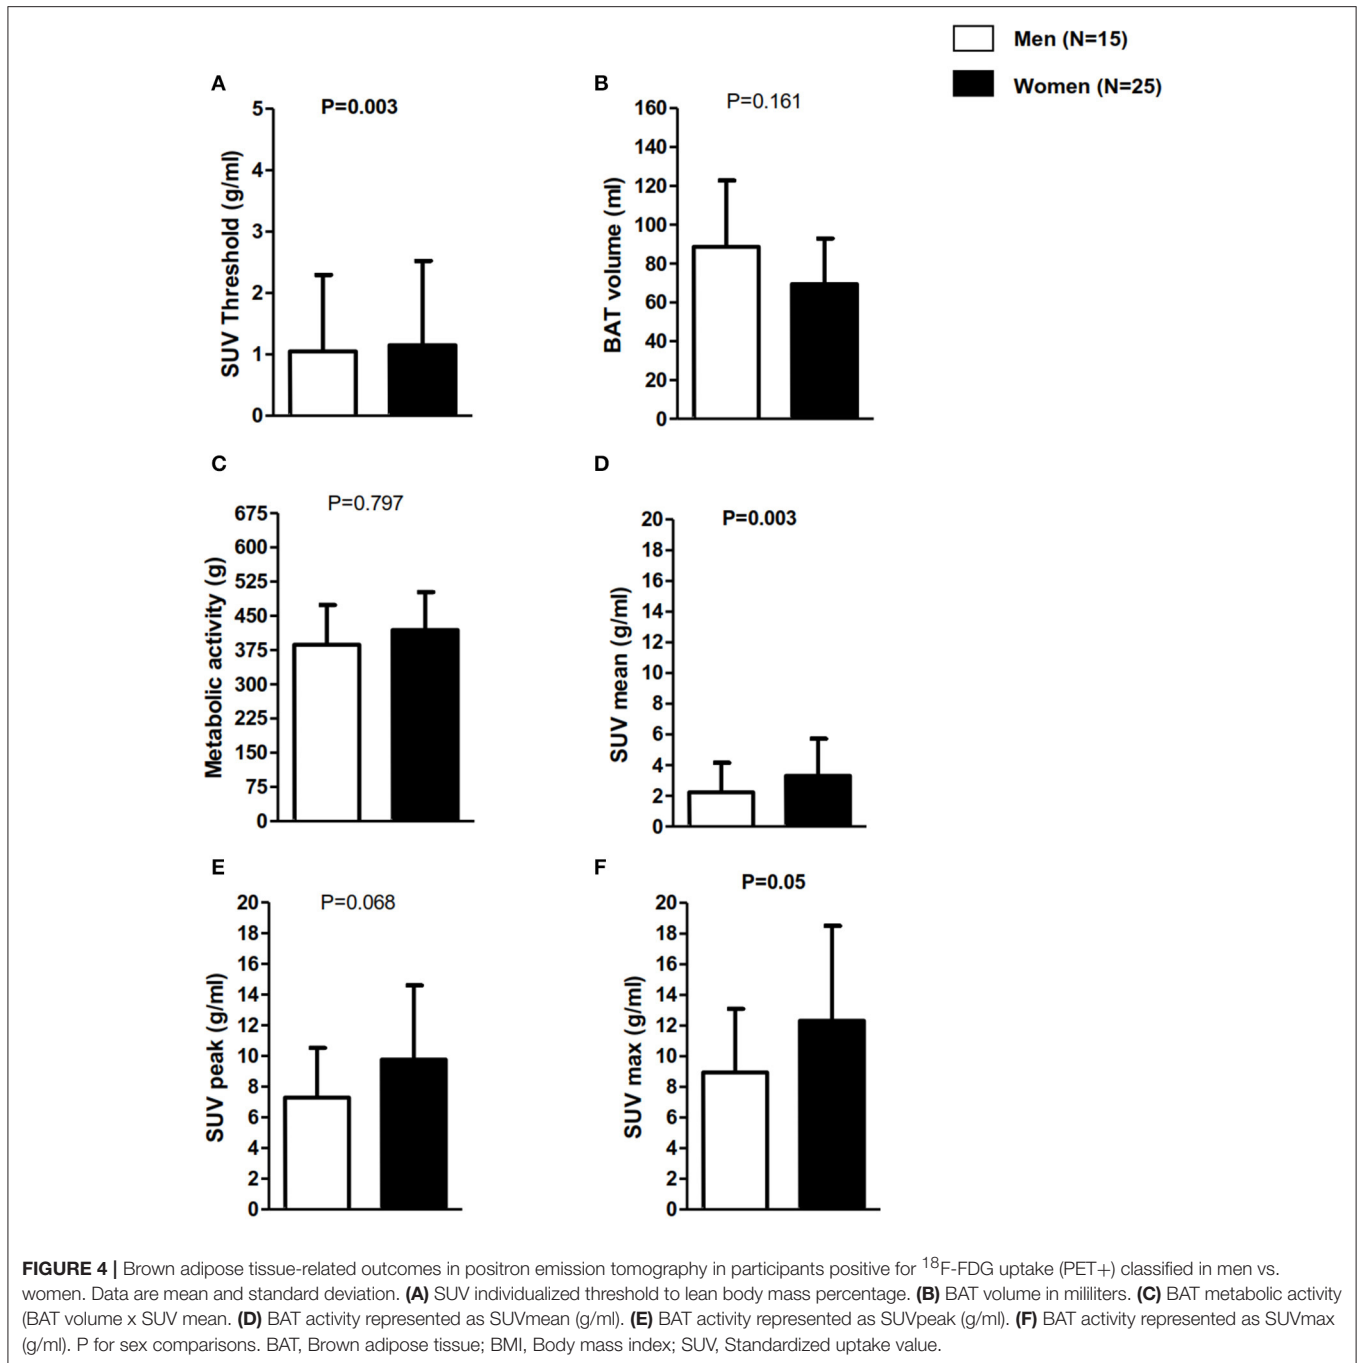 Men (N=15)
Women (N=25)
A
P=0.003
SUV Threshold (g/ml)
5
4
3
2
1
0
B
P=0.161
BAT volume (ml)
160
140
120
100
80
60
40
20
0
C
P=0.797
Metabolic activity (g)
675
600
525
450
375
300
225
150
75
0
D
P=0.003
SUV mean (g/ml)
20
18
16
14
12
10
8
6
4
2
0
E
P=0.068
SUV peak (g/ml)
20
18
16
14
12
10
8
6
4
2
0
F
P=0.05
SUV max (g/ml)
20
18
16
14
12
10
8
6
4
2
0
FIGURE 4 | Brown adipose tissue-related outcomes in positron emission tomography in participants positive for ¹⁸F-FDG uptake (PET+) classified in men vs.
women. Data are mean and standard deviation. (A) SUV individualized threshold to lean body mass percentage. (B) BAT volume in mililiters. (C) BAT metabolic activity
(BAT volume x SUV mean. (D) BAT activity represented as SUVmean (g/ml). (E) BAT activity represented as SUVpeak (g/ml). (F) BAT activity represented as SUVmax
(g/ml). P for sex comparisons. BAT, Brown adipose tissue; BMI, Body mass index; SUV, Standardized uptake value.